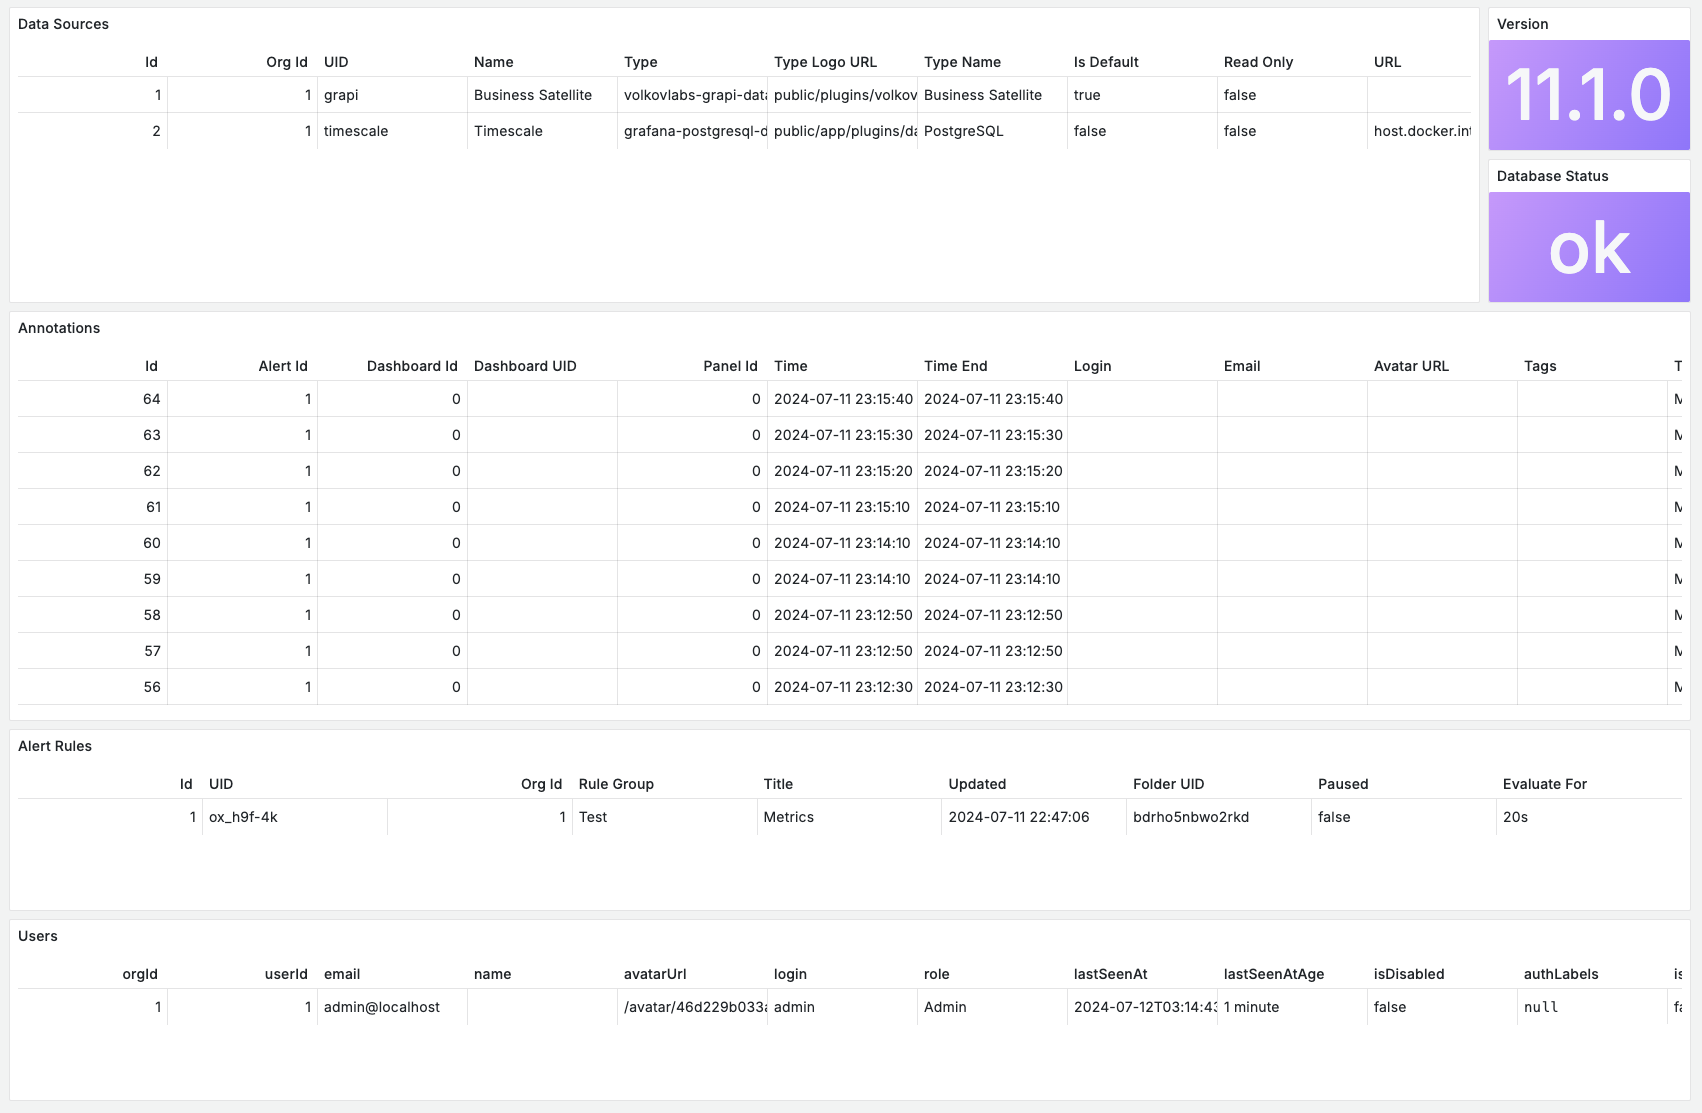 Data Sources
Id Org Id UID Name Type Type Logo URL Type Name Is Default Read Only URL
1 1 grapi Business Satellite volkovlabs-grapi-data public/plugins/volkov Business Satellite true false
2 1 timescale Timescale grafana-postgresql-d public/app/plugins/da PostgreSQL false false host.docker.int
Version
11.1.0
Database Status
ok
Annotations
Id Alert Id Dashboard Id Dashboard UID Panel Id Time Time End Login Email Avatar URL Tags T
64 1 0 0 2024-07-11 23:15:40 2024-07-11 23:15:40 M
63 1 0 0 2024-07-11 23:15:30 2024-07-11 23:15:30 M
62 1 0 0 2024-07-11 23:15:20 2024-07-11 23:15:20 M
61 1 0 0 2024-07-11 23:15:10 2024-07-11 23:15:10 M
60 1 0 0 2024-07-11 23:14:10 2024-07-11 23:14:10 M
59 1 0 0 2024-07-11 23:14:10 2024-07-11 23:14:10 M
58 1 0 0 2024-07-11 23:12:50 2024-07-11 23:12:50 M
57 1 0 0 2024-07-11 23:12:50 2024-07-11 23:12:50 M
56 1 0 0 2024-07-11 23:12:30 2024-07-11 23:12:30 M
Alert Rules
Id UID Org Id Rule Group Title Updated Folder UID Paused Evaluate For
1 ox_h9f-4k 1 Test Metrics 2024-07-11 22:47:06 bdrho5nbwo2rkd false 20s
Users
orgId userId email name avatarUrl login role lastSeenAt lastSeenAtAge isDisabled authLabels is
1 1 admin@localhost /avatar/46d229b033a admin Admin 2024-07-12T03:14:43 1 minute false null fa